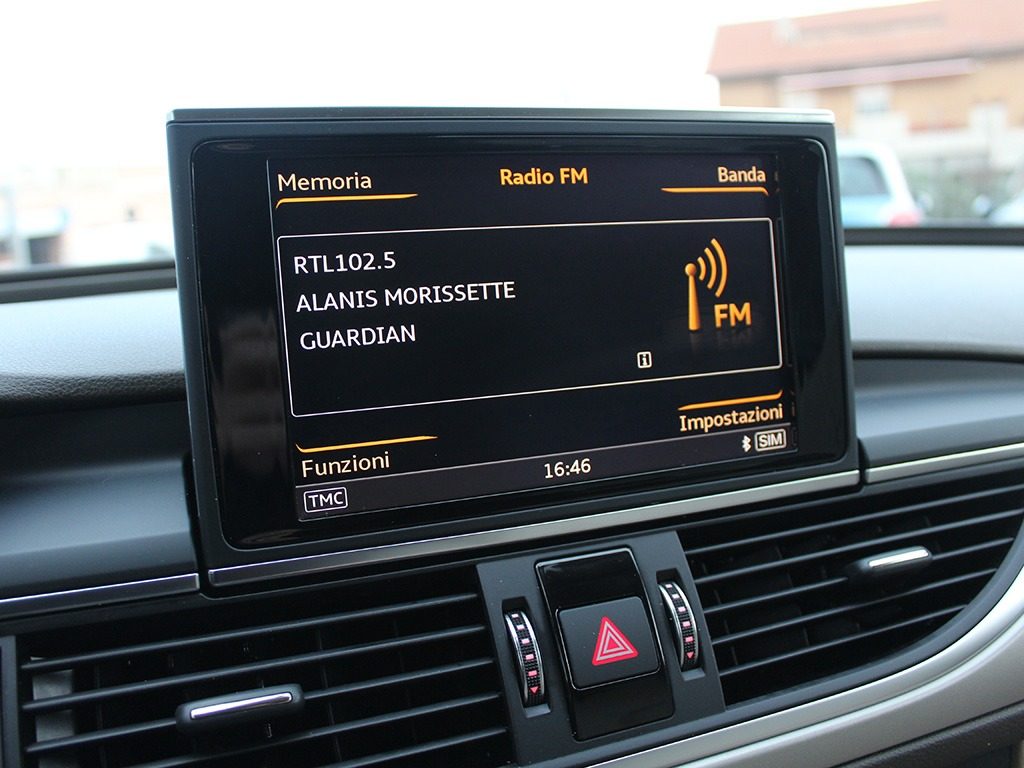 Memoria
Radio FM
Banda
RTL102.5
ALANIS MORISSETTE
GUARDIAN
FM
i
Impostazioni
Funzioni
TMC
16:46
SIM